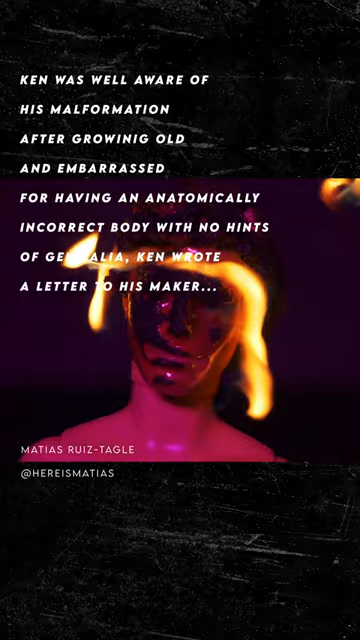 KEN WAS WELL AWARE OF
HIS MALFORMATION
AFTER GROWINIG OLD
AND EMBARRASSED
FOR HAVING AN ANATOMICALLY
INCORRECT BODY WITH NO HINTS
OF GENITALIA, KEN WROTE
A LETTER TO HIS MAKER...
MATIAS RUIZ-TAGLE
@HEREISMATIAS